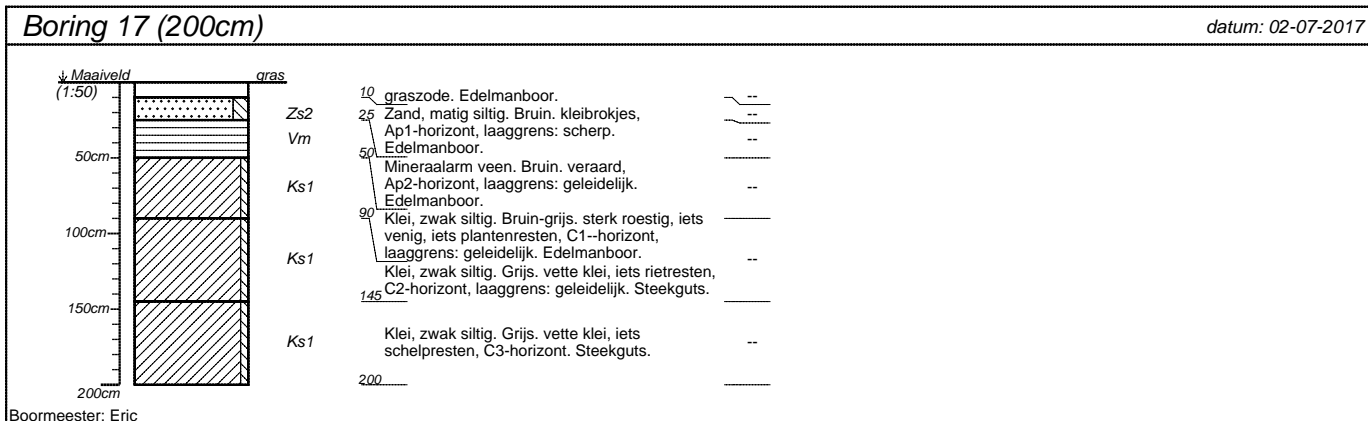 Boring 17 (200cm)
datum: 02-07-2017
Maaiveld
gras
(1:50)
10 graszode. Edelmanboor. --
Zs2
25 Zand, matig siltig. Bruin. kleibrokjes, --
Ap1-horizont, laaggrens: scherp.
Edelmanboor.
Vm
--
50cm
50
Mineraalarm veen. Bruin. veraard,
Ap2-horizont, laaggrens: geleidelijk.
Edelmanboor.
Ks1
--
90
Klei, zwak siltig. Bruin-grijs. sterk roestig, iets
venig, iets plantenresten, C1--horizont,
laaggrens: geleidelijk. Edelmanboor.
100cm
Ks1
--
Klei, zwak siltig. Grijs. vette klei, iets rietresten,
C2-horizont, laaggrens: geleidelijk. Steekguts.
145
150cm
Ks1
Klei, zwak siltig. Grijs. vette klei, iets
schelpresten, C3-horizont. Steekguts.
--
200
200cm
Boormeester: Eric